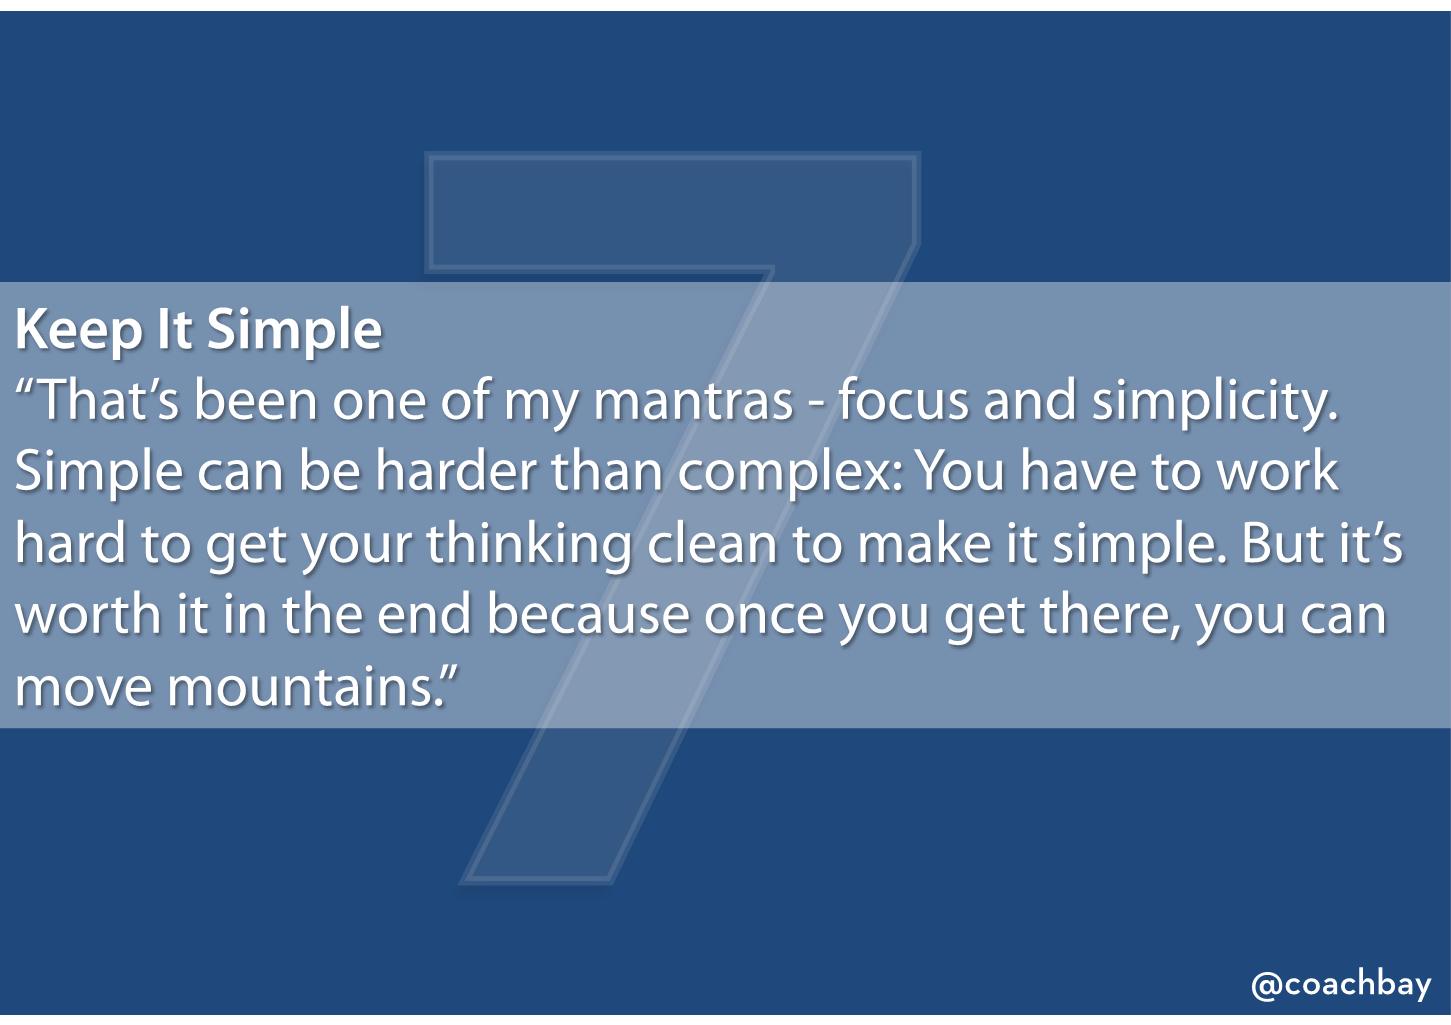 7
Keep It Simple
“That’s been one of my mantras - focus and simplicity.
Simple can be harder than complex: You have to work
hard to get your thinking clean to make it simple. But it’s
worth it in the end because once you get there, you can
move mountains.”
@coachbay